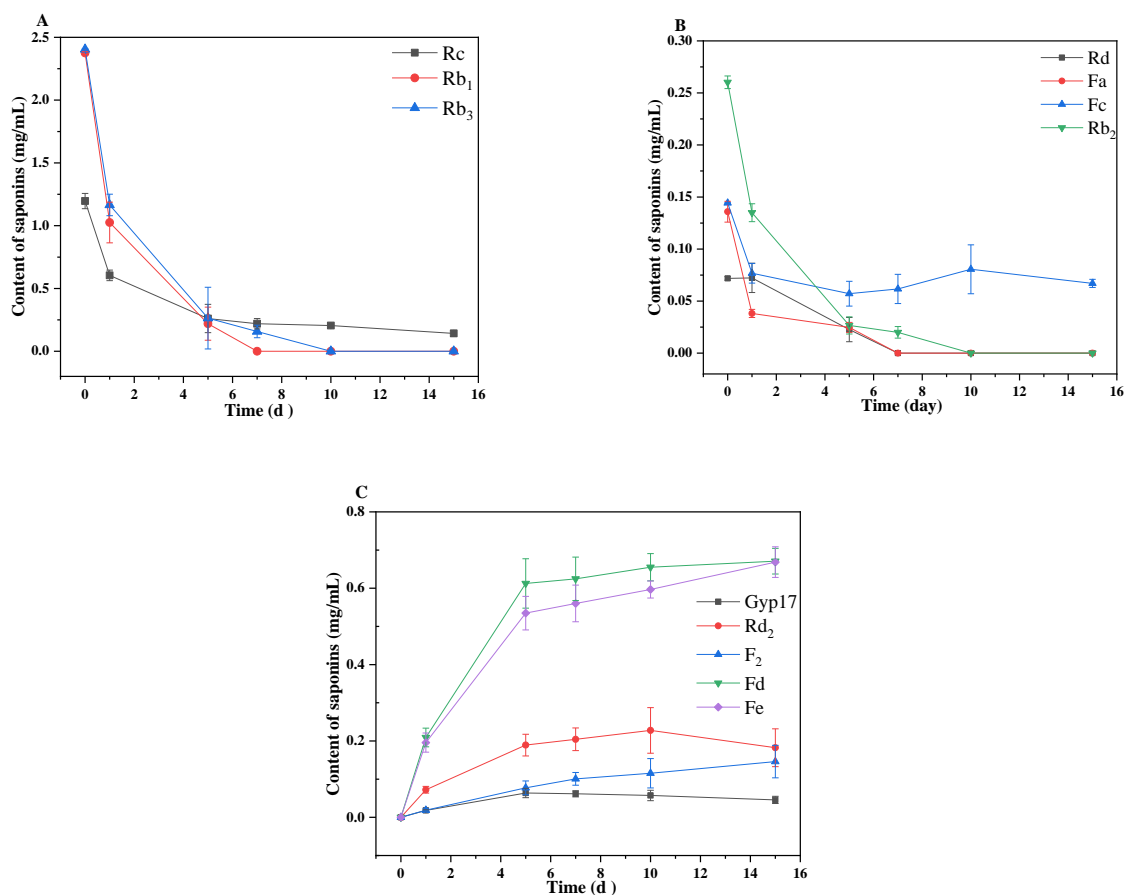 A
Content of saponins (mg/mL)
2.5
2.0
1.5
1.0
0.5
0.0
Rc
Rb₁
Rb₃
0 2 4 6 8 10 12 14 16
Time (d )
B
Content of saponins (mg/mL)
0.30
0.25
0.20
0.15
0.10
0.05
0.00
Rd
Fa
Fc
Rb₂
0 2 4 6 8 10 12 14 16
Time (day)
C
Content of saponins (mg/mL)
0.8
0.6
0.4
0.2
0.0
Gyp17
Rd₂
F₂
Fd
Fe
0 2 4 6 8 10 12 14 16
Time (d )